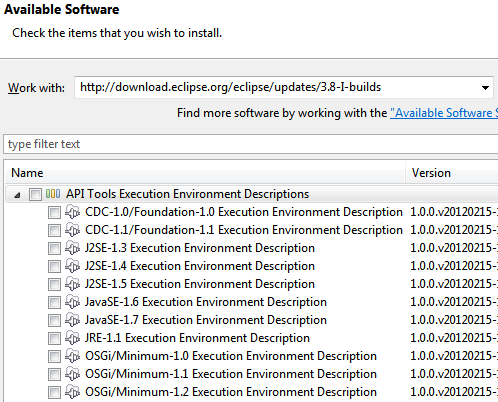 Available Software
Check the items that you wish to install.
Work with: http://download.eclipse.org/eclipse/updates/3.8-I-builds
Find more software by working with the "Available Software
type filter text
Name Version
API Tools Execution Environment Descriptions
CDC-1.0/Foundation-1.0 Execution Environment Description 1.0.0.v20120215-
CDC-1.1/Foundation-1.1 Execution Environment Description 1.0.0.v20120215-
J2SE-1.3 Execution Environment Description 1.0.0.v20120215-
J2SE-1.4 Execution Environment Description 1.0.0.v20120215-
J2SE-1.5 Execution Environment Description 1.0.0.v20120215-
JavaSE-1.6 Execution Environment Description 1.0.0.v20120215-
JavaSE-1.7 Execution Environment Description 1.0.0.v20120215-
JRE-1.1 Execution Environment Description 1.0.0.v20120215-
OSGi/Minimum-1.0 Execution Environment Description 1.0.0.v20120215-
OSGi/Minimum-1.1 Execution Environment Description 1.0.0.v20120215-
OSGi/Minimum-1.2 Execution Environment Description 1.0.0.v20120215-